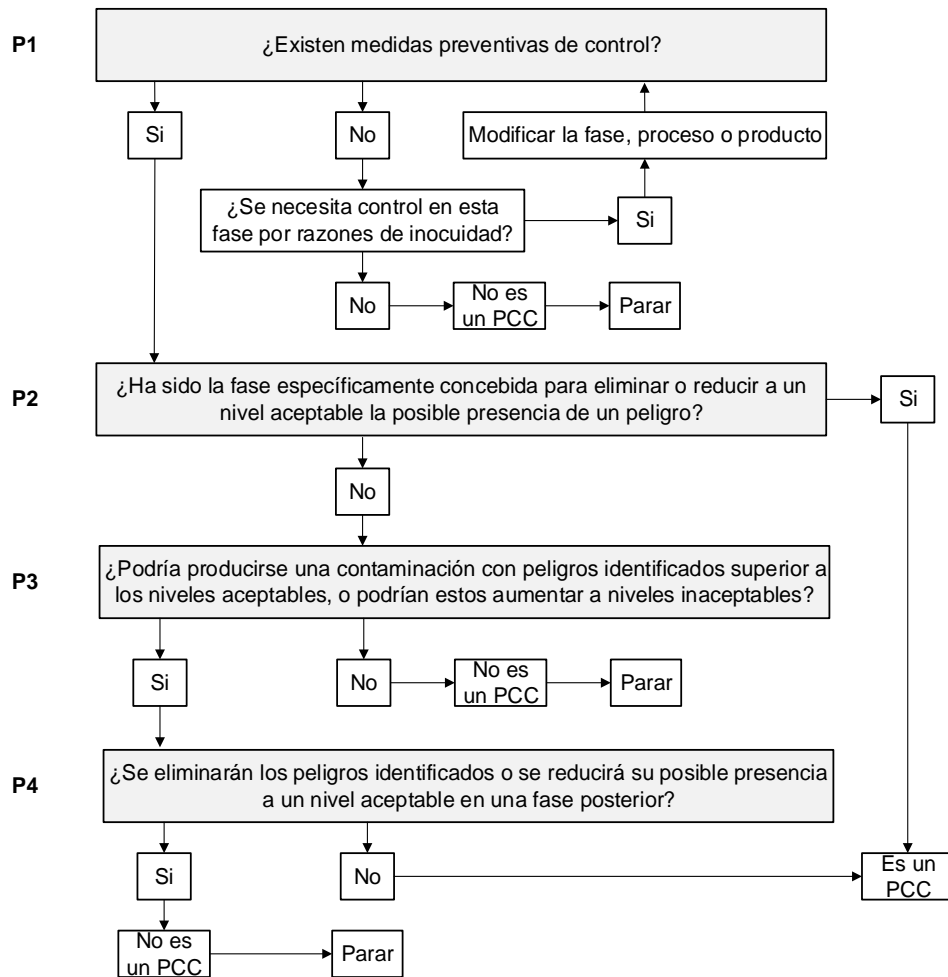 P1
¿Existen medidas preventivas de control?
Si
No
Modificar la fase, proceso o producto
¿Se necesita control en esta
fase por razones de inocuidad?
Si
No
No es
un PCC
Parar
P2
¿Ha sido la fase específicamente concebida para eliminar o reducir a un
nivel aceptable la posible presencia de un peligro?
Si
No
P3
¿Podría producirse una contaminación con peligros identificados superior a
los niveles aceptables, o podrían estos aumentar a niveles inaceptables?
Si
No
No es
un PCC
Parar
P4
¿Se eliminarán los peligros identificados o se reducirá su posible presencia
a un nivel aceptable en una fase posterior?
Si
No
Es un
PCC
No es
un PCC
Parar